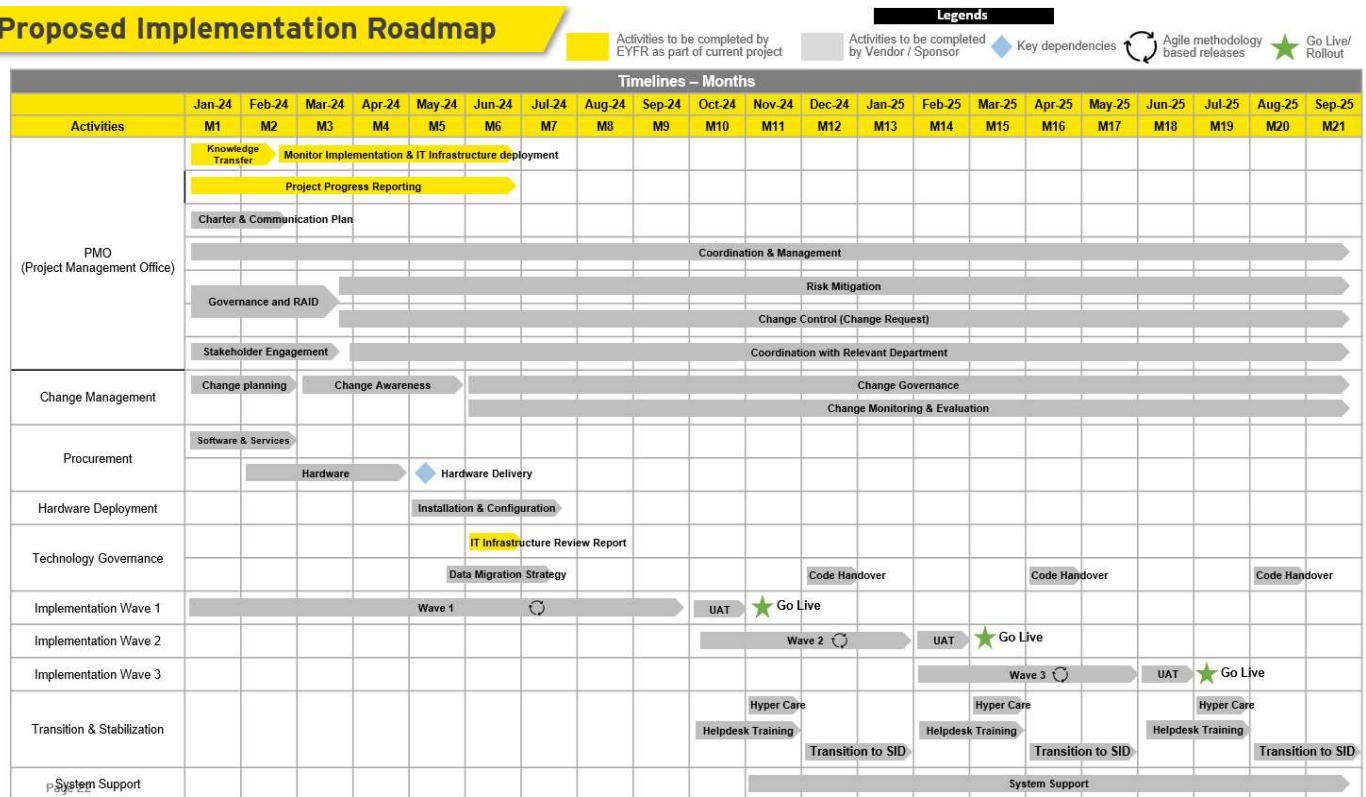 Proposed Implementation Roadmap
Legends
Activities to be completed by
EYFR as part of current project
Activities to be completed
by Vendor / Sponsor
Key dependencies
Agile methodology
based releases
Go Live/
Rollout
Timelines – Months
Jan-24 Feb-24 Mar-24 Apr-24 May-24 Jun-24 Jul-24 Aug-24 Sep-24 Oct-24 Nov-24 Dec-24 Jan-25 Feb-25 Mar-25 Apr-25 May-25 Jun-25 Jul-25 Aug-25 Sep-25
Activities M1 M2 M3 M4 M5 M6 M7 M8 M9 M10 M11 M12 M13 M14 M15 M16 M17 M18 M19 M20 M21
PMO
(Project Management Office)
Knowledge
Transfer
Monitor Implementation & IT Infrastructure deployment
Project Progress Reporting
Charter & Communication Plan
Coordination & Management
Governance and RAID
Risk Mitigation
Change Control (Change Request)
Stakeholder Engagement Coordination with Relevant Department
Change Management
Change planning Change Awareness Change Governance
Change Monitoring & Evaluation
Procurement
Software & Services
Hardware Hardware Delivery
Hardware Deployment Installation & Configuration
Technology Governance
IT Infrastructure Review Report
Data Migration Strategy Code Handover Code Handover Code Handover
Implementation Wave 1 Wave 1 UAT Go Live
Implementation Wave 2 Wave 2 UAT Go Live
Implementation Wave 3 Wave 3 UAT Go Live
Transition & Stabilization
Hyper Care Hyper Care Hyper Care
Helpdesk Training Helpdesk Training Helpdesk Training
Transition to SID Transition to SID Transition to SID
System Support System Support
Page 22